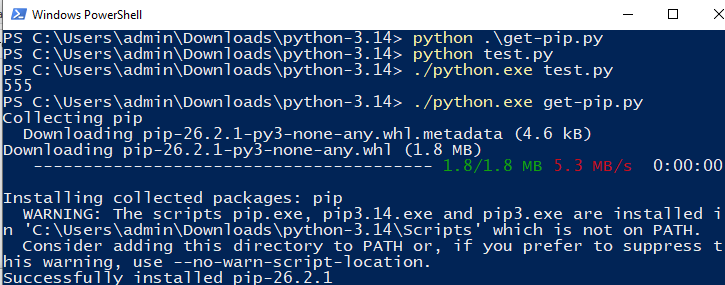 Windows PowerShell
PS C:\Users\admin\Downloads\python-3.14> python .\get-pip.py
PS C:\Users\admin\Downloads\python-3.14> python test.py
PS C:\Users\admin\Downloads\python-3.14> ./python.exe test.py
555
PS C:\Users\admin\Downloads\python-3.14> ./python.exe get-pip.py
Collecting pip
  Downloading pip-26.2.1-py3-none-any.whl.metadata (4.6 kB)
Downloading pip-26.2.1-py3-none-any.whl (1.8 MB)
   ---------------------------------------- 1.8/1.8 MB 5.3 MB/s  0:00:00
Installing collected packages: pip
  WARNING: The scripts pip.exe, pip3.14.exe and pip3.exe are installed i
n 'C:\Users\admin\Downloads\python-3.14\Scripts' which is not on PATH.
  Consider adding this directory to PATH or, if you prefer to suppress t
his warning, use --no-warn-script-location.
Successfully installed pip-26.2.1